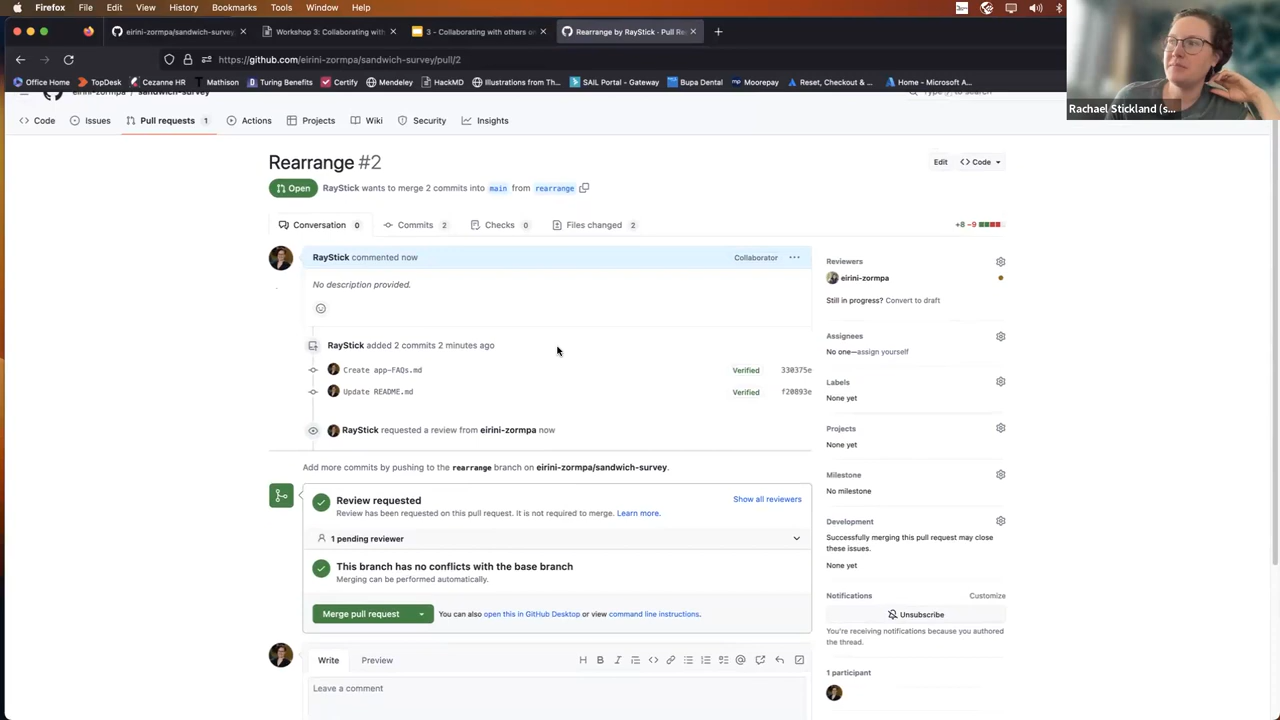 Firefox File Edit View History Bookmarks Tools Window Help
eirini-zormpa/sandwich-survey
Workshop 3: Collaborating with
3 - Collaborating with others o
Rearrange by RayStick · Pull Re
https://github.com/eirini-zormpa/sandwich-survey/pull/2
Office Home TopDesk Cezanne HR Mathison Turing Benefits Certify Mendeley HackMD Illustrations from Th... SAIL Portal - Gateway Bupa Dental Moorepay Reset, Checkout & ... Home - Microsoft A...
Rachael Stickland (s...
eirini-zormpa / sandwich-survey
Type / to search
Code Issues Pull requests 1 Actions Projects Wiki Security Insights
Rearrange #2
Edit <> Code
Open RayStick wants to merge 2 commits into main from rearrange
Conversation 0 Commits 2 Checks 0 Files changed 2
+8 −9
RayStick commented now
Collaborator ...
No description provided.
RayStick added 2 commits 2 minutes ago
Create app-FAQs.md Verified 330375e
Update README.md Verified f20893e
RayStick requested a review from eirini-zormpa now
Add more commits by pushing to the rearrange branch on eirini-zormpa/sandwich-survey.
Review requested
Show all reviewers
Review has been requested on this pull request. It is not required to merge. Learn more.
1 pending reviewer
This branch has no conflicts with the base branch
Merging can be performed automatically.
Merge pull request
You can also open this in GitHub Desktop or view command line instructions.
Write Preview
Leave a comment
Reviewers
eirini-zormpa
Still in progress? Convert to draft
Assignees
No one—assign yourself
Labels
None yet
Projects
None yet
Milestone
No milestone
Development
Successfully merging this pull request may close
these issues.
None yet
Notifications Customize
Unsubscribe
You're receiving notifications because you authored
the thread.
1 participant